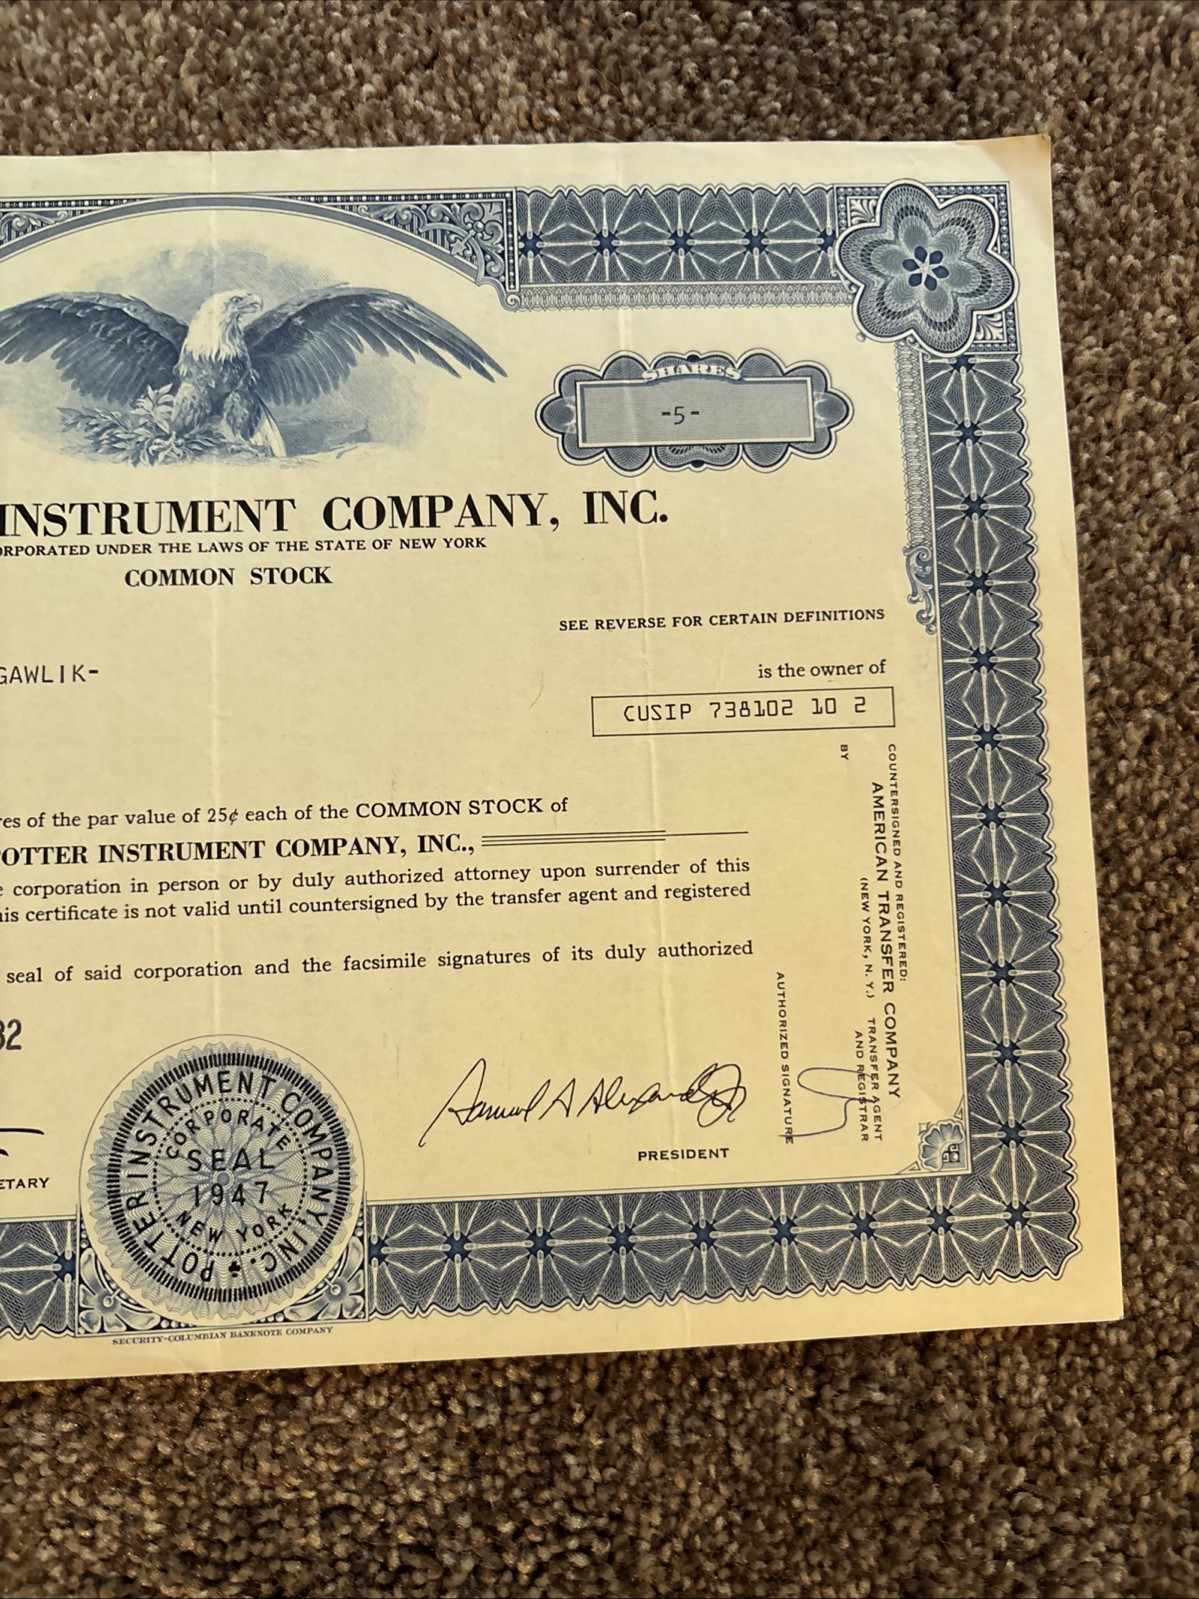 SHARES
-5-
INSTRUMENT COMPANY, INC.
ORPORATED UNDER THE LAWS OF THE STATE OF NEW YORK
COMMON STOCK
SEE REVERSE FOR CERTAIN DEFINITIONS
GAWLIK-
is the owner of
CUSIP 738102 10 2
res of the par value of 25¢ each of the COMMON STOCK of
OTTER INSTRUMENT COMPANY, INC.,
e corporation in person or by duly authorized attorney upon surrender of this
his certificate is not valid until countersigned by the transfer agent and registered
seal of said corporation and the facsimile signatures of its duly authorized
82
COUNTERSIGNED AND REGISTERED:
AMERICAN TRANSFER COMPANY
(NEW YORK, N. Y.) TRANSFER AGENT
AND REGISTRAR
BY
AUTHORIZED SIGNATURE
Samuel A Alexander
PRESIDENT
ETARY
POTTER INSTRUMENT COMPANY, INC.
CORPORATE
SEAL
1947
NEW YORK
SECURITY-COLUMBIAN BANKNOTE COMPANY